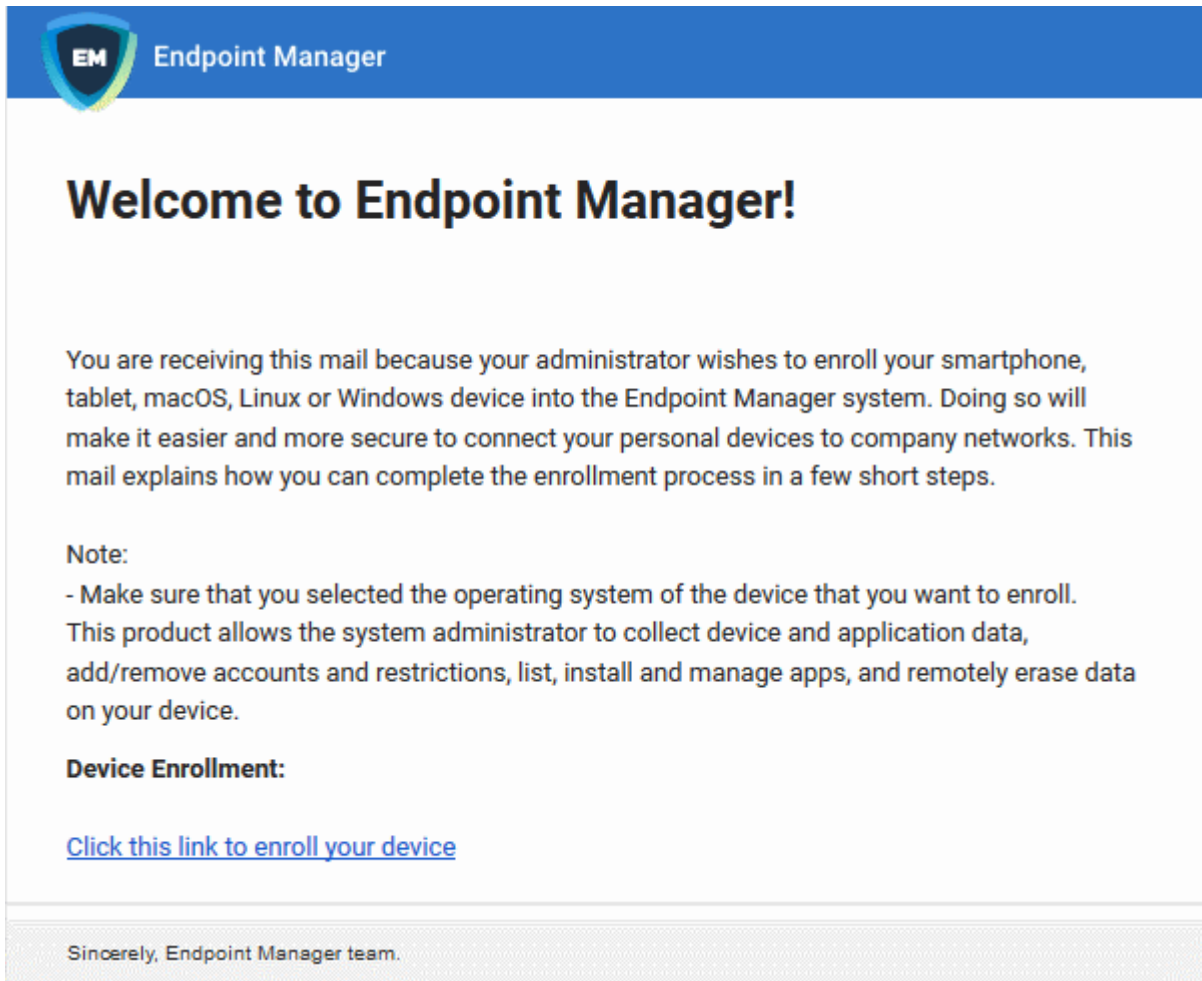 EM Endpoint Manager
Welcome to Endpoint Manager!
You are receiving this mail because your administrator wishes to enroll your smartphone,
tablet, macOS, Linux or Windows device into the Endpoint Manager system. Doing so will
make it easier and more secure to connect your personal devices to company networks. This
mail explains how you can complete the enrollment process in a few short steps.
Note:
- Make sure that you selected the operating system of the device that you want to enroll.
This product allows the system administrator to collect device and application data,
add/remove accounts and restrictions, list, install and manage apps, and remotely erase data
on your device.
Device Enrollment:
Click this link to enroll your device
Sincerely, Endpoint Manager team.